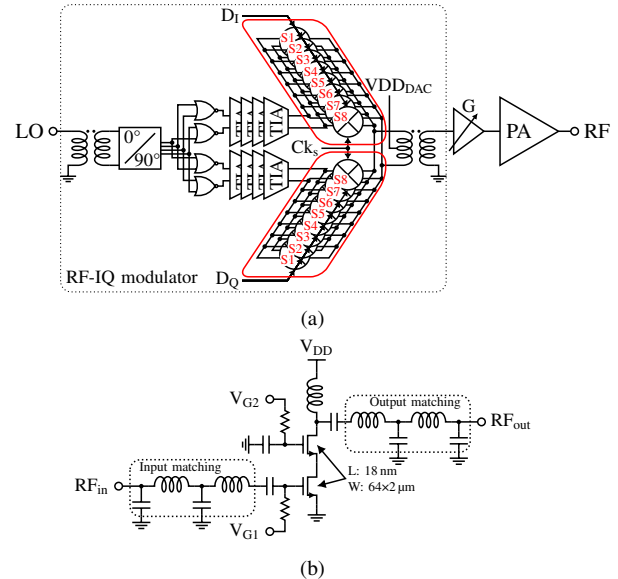 D_I
S1
S2
S3
S4
S5
S6
S7
S8
VDD_DAC
G
LO
0°
90°
TIA
TIA
Ck_s
PA
RF
S8
S7
S6
S5
S4
S3
S2
S1
RF-IQ modulator
D_Q
(a)
V_DD
V_G2
Output matching
RF_out
L: 18 nm
W: 64×2 μm
Input matching
RF_in
V_G1
(b)